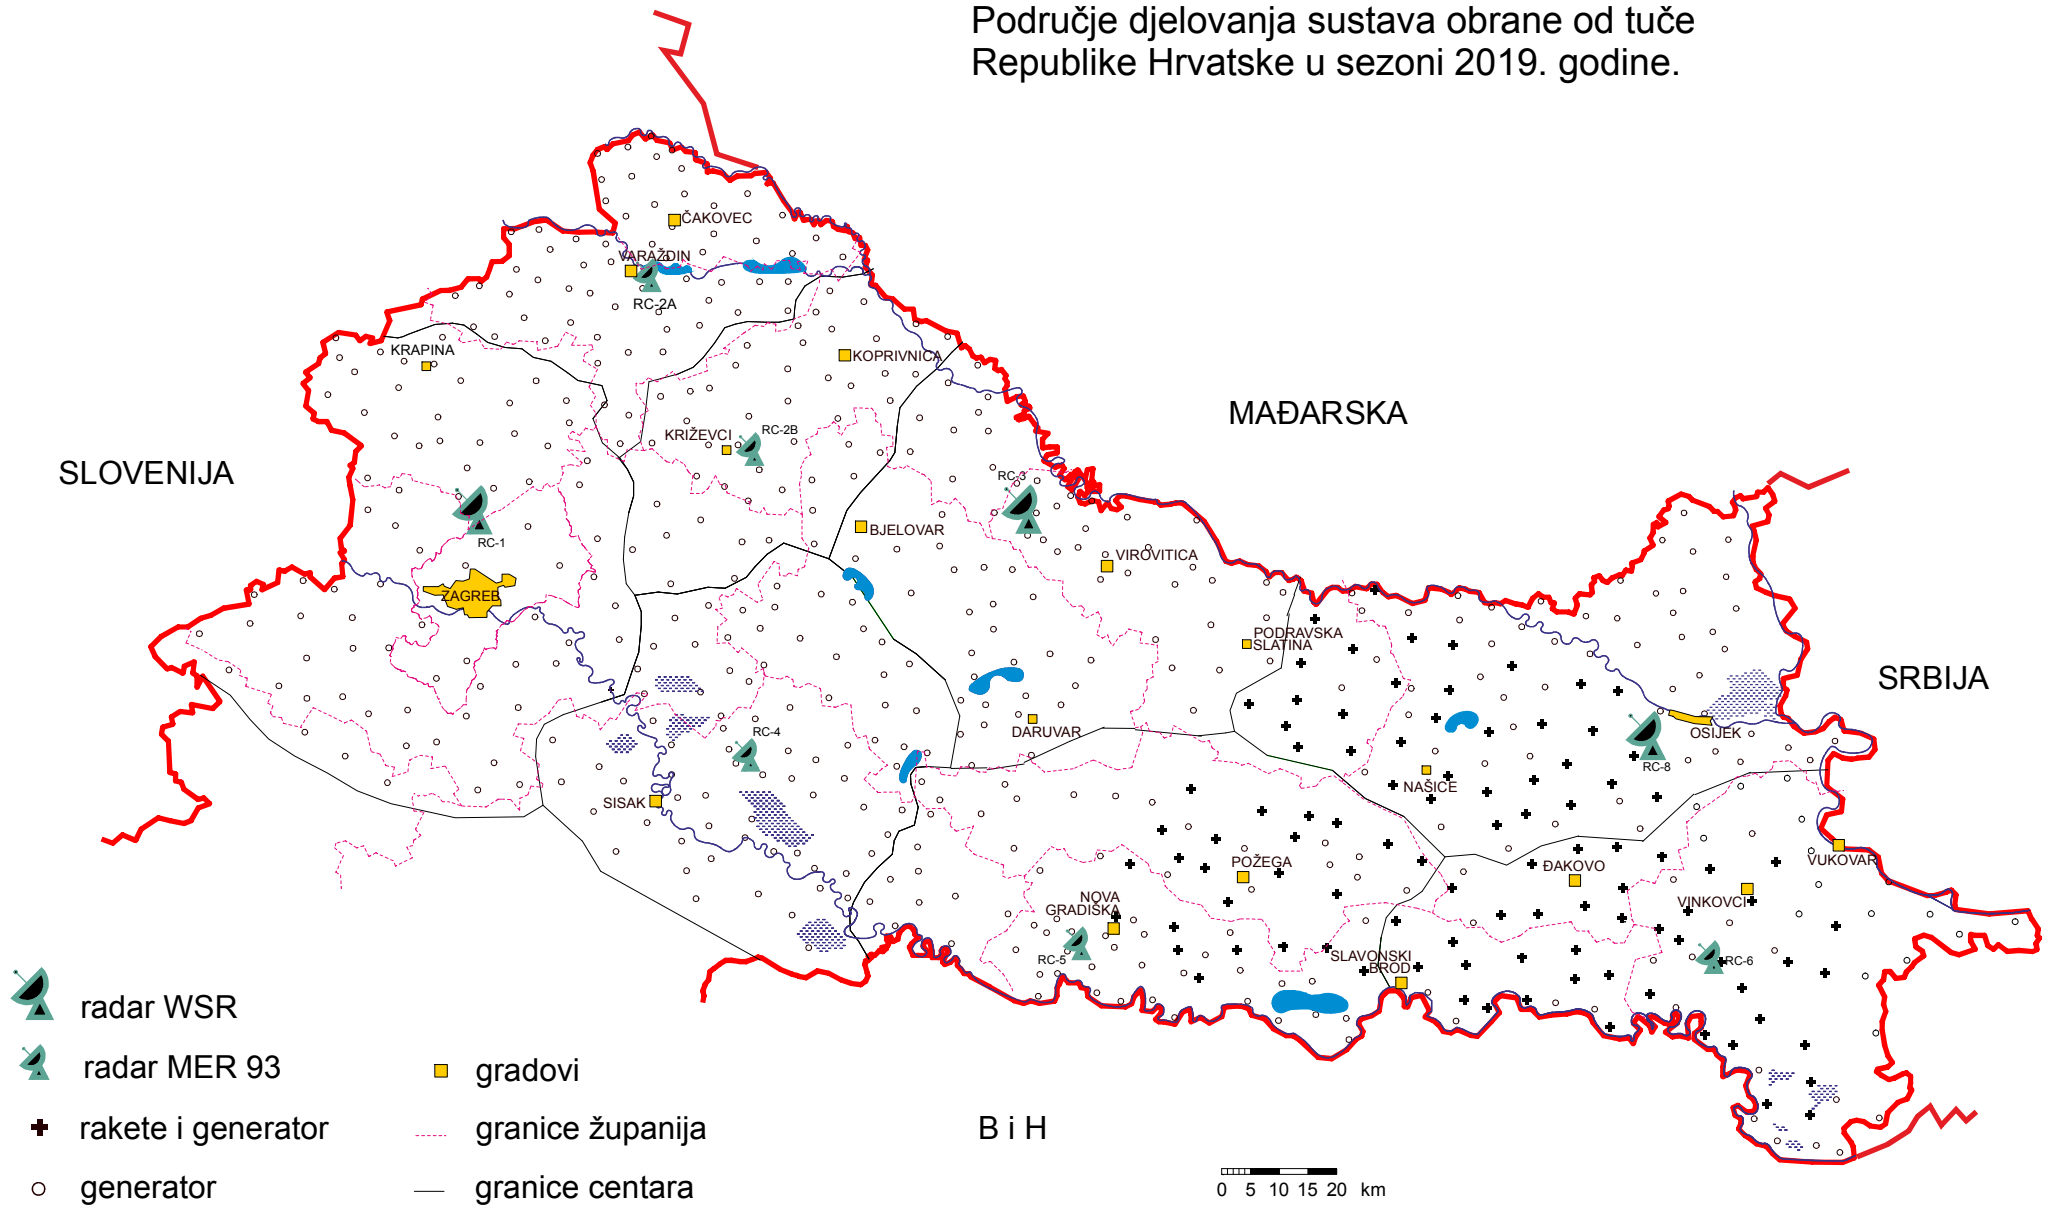 Područje djelovanja sustava obrane od tuče
Republike Hrvatske u sezoni 2019. godine.
ČAKOVEC
VARAŽDIN
RC-2A
KRAPINA
KOPRIVNICA
MAĐARSKA
KRIŽEVCI
RC-2B
SLOVENIJA
RC-3
RC-1
BJELOVAR
VIROVITICA
ZAGREB
PODRAVSKA
SLATINA
SRBIJA
RC-4
DARUVAR
OSIJEK
RC-8
NAŠICE
SISAK
POŽEGA
ĐAKOVO
VUKOVAR
NOVA
GRADIŠKA
VINKOVCI
RC-5
SLAVONSKI
BROD
RC-6
radar WSR
radar MER 93
gradovi
rakete i generator
granice županija
B i H
generator
granice centara
0 5 10 15 20 km